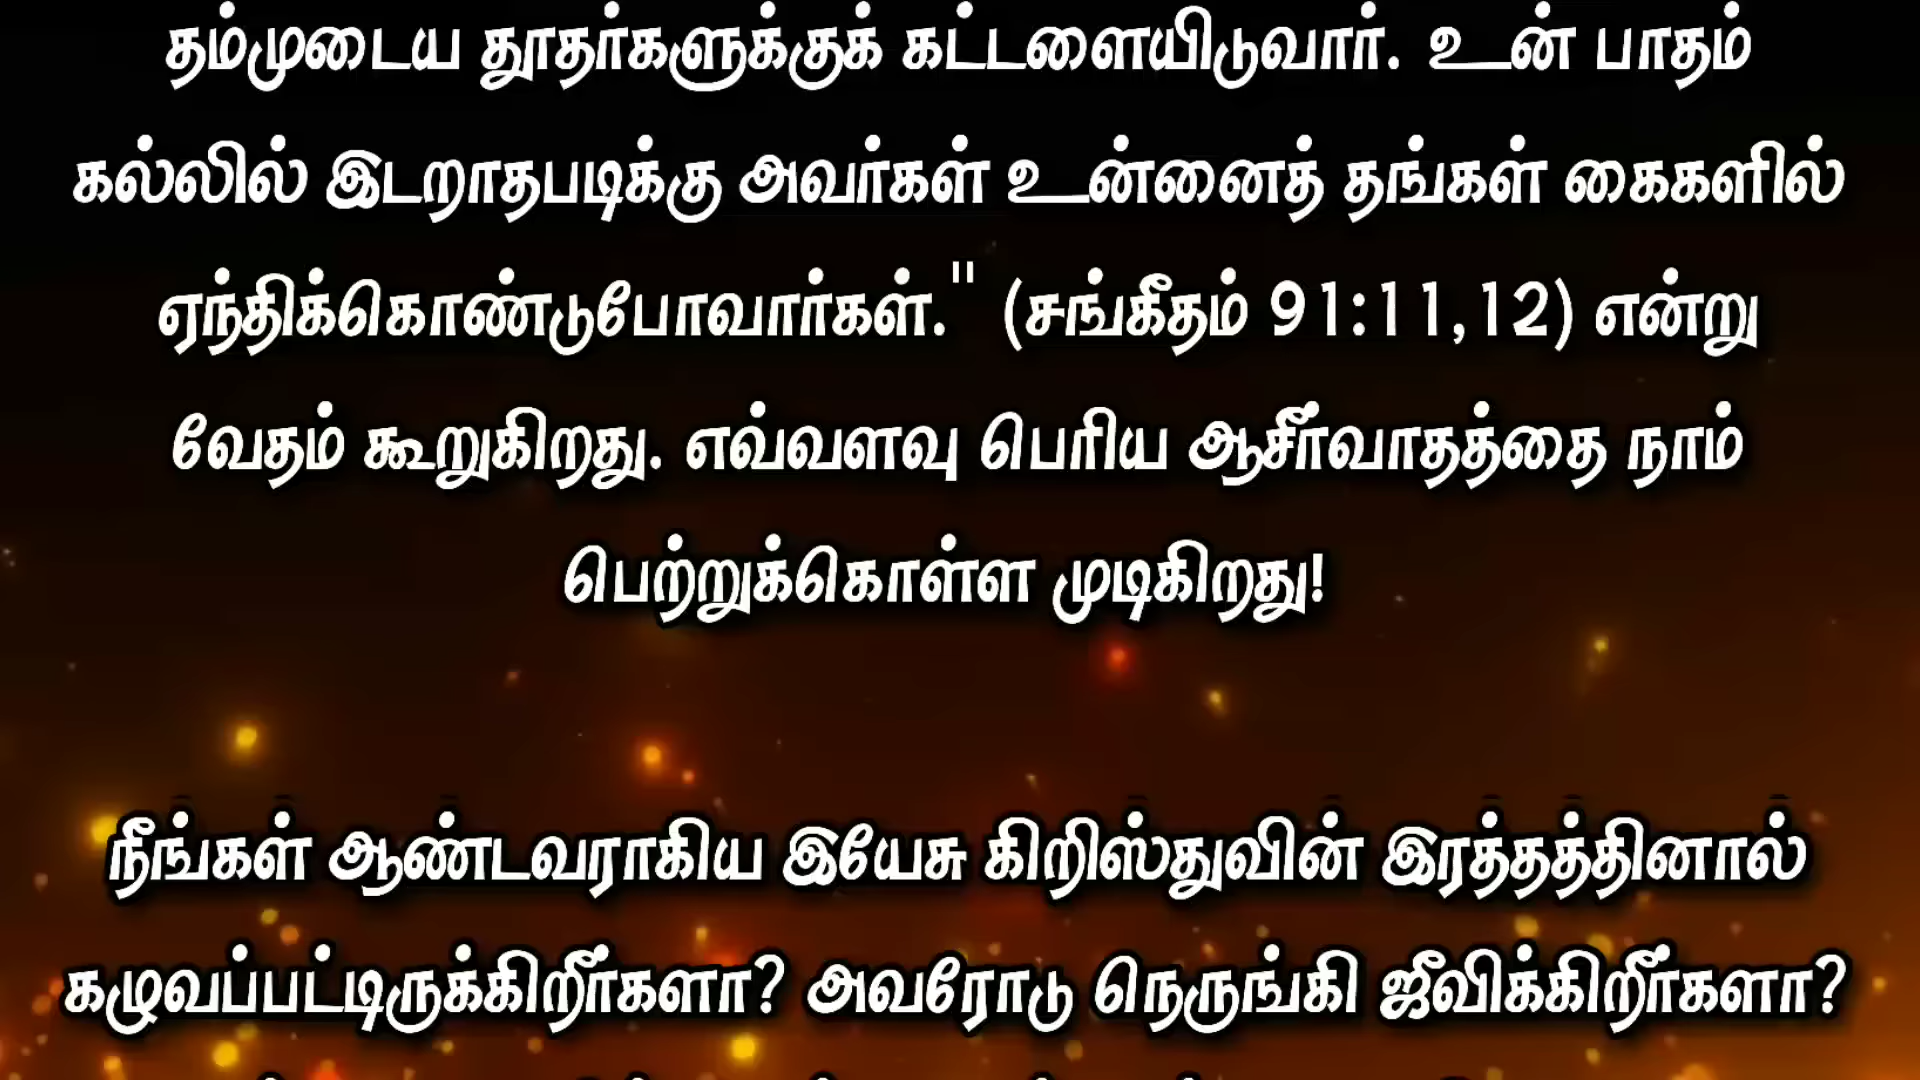 தம்முடைய தூதர்களுக்குக் கட்டளையிடுவார். உன் பாதம்
கல்லில் இடறாதபடிக்கு அவர்கள் உன்னைத் தங்கள் கைகளில்
ஏந்திக்கொண்டுபோவார்கள்." (சங்கீதம் 91:11,12) என்று
வேதம் கூறுகிறது. எவ்வளவு பெரிய ஆசீர்வாதத்தை நாம்
பெற்றுக்கொள்ள முடிகிறது!
நீங்கள் ஆண்டவராகிய இயேசு கிறிஸ்துவின் இரத்தத்தினால்
கழுவப்பட்டிருக்கிறீர்களா? அவரோடு நெருங்கி ஜீவிக்கிறீர்களா?